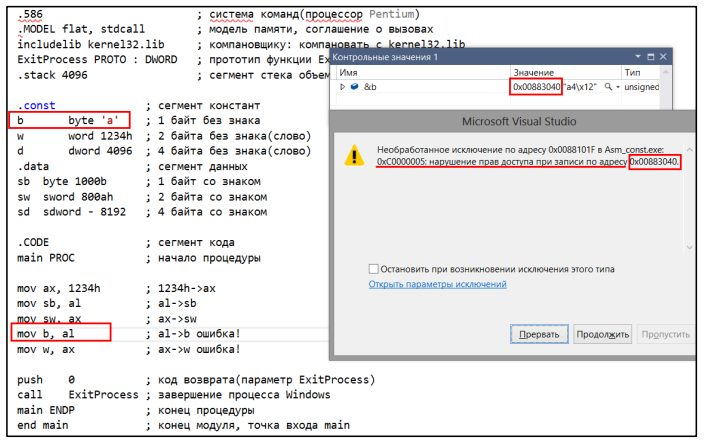 .586 ; система команд(процессор Pentium)
.MODEL flat, stdcall ; модель памяти, соглашение о вызовах
includelib kernel32.lib ; компановщику: компановать с kernel32.lib
ExitProcess PROTO : DWORD ; прототип функции Ex
.stack 4096 ; сегмент стека объем
.const ; сегмент констант
b byte 'a' ; 1 байт без знака
w word 1234h ; 2 байта без знака(слово)
d dword 4096 ; 4 байта без знака(слово)
.data ; сегмент данных
sb byte 1000b ; 1 байт со знаком
sw sword 800ah ; 2 байта со знаком
sd sdword - 8192 ; 4 байта со знаком
.CODE ; сегмент кода
main PROC ; начало процедуры
mov ax, 1234h ; 1234h->ax
mov sb, al ; al->sb
mov sw, ax ; ax->sw
mov b, al ; al->b ошибка!
mov w, ax ; ax->w ошибка!
push 0 ; код возврата(параметр ExitProcess)
call ExitProcess ; завершение процесса Windows
main ENDP ; конец процедуры
end main ; конец модуля, точка входа main
Контрольные значения 1
Имя Значение Тип
&b 0x00883040 "a4\x12" unsigned
Microsoft Visual Studio
Необработанное исключение по адресу 0x0088101F в Asm_const.exe:
0xC0000005: нарушение прав доступа при записи по адресу 0x00883040.
Остановить при возникновении исключения этого типа
Открыть параметры исключений
Прервать Продолжить Пропустить